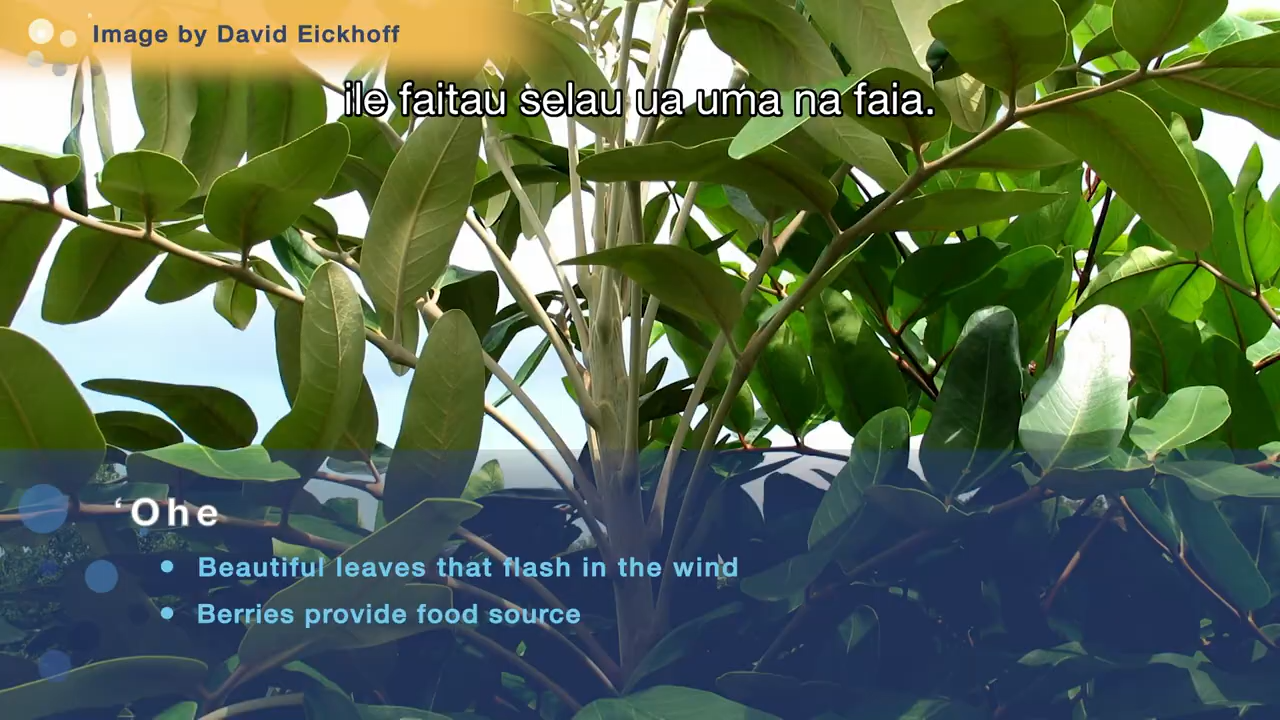 Image by David Eickhoff
ile faitau selau ua uma na faia.
ʻOhe
• Beautiful leaves that flash in the wind
• Berries provide food source